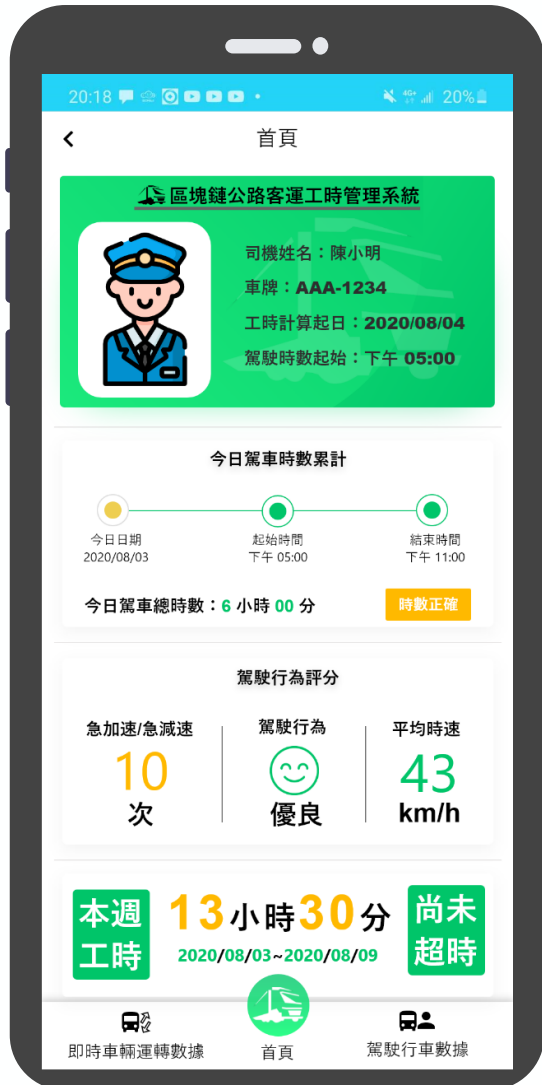 20:18
4G+
20%
首頁
區塊鏈公路客運工時管理系統
司機姓名：陳小明
車牌：AAA-1234
工時計算起日：2020/08/04
駕駛時數起始：下午 05:00
今日駕車時數累計
今日日期 起始時間 結束時間
2020/08/03 下午 05:00 下午 11:00
今日駕車總時數：6 小時 00 分 時數正確
駕駛行為評分
急加速/急減速 駕駛行為 平均時速
10 43
次 優良 km/h
本週 13小時30分 尚未
工時 2020/08/03~2020/08/09 超時
即時車輛運轉數據 首頁 駕駛行車數據